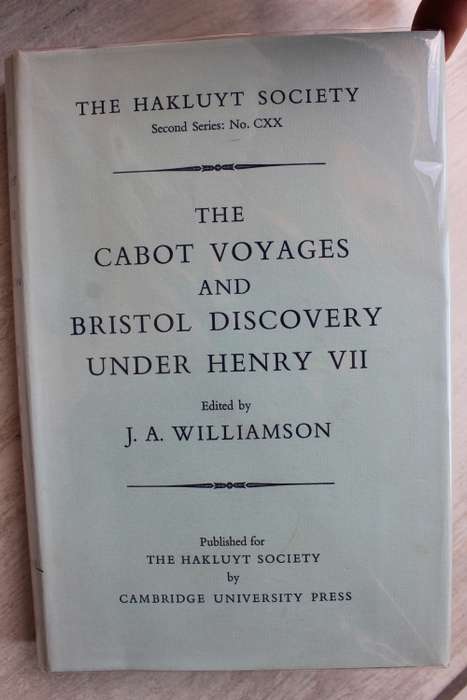 THE HAKLUYT SOCIETY
Second Series: No. CXX
THE
CABOT VOYAGES
AND
BRISTOL DISCOVERY
UNDER HENRY VII
Edited by
J. A. WILLIAMSON
Published for
THE HAKLUYT SOCIETY
by
CAMBRIDGE UNIVERSITY PRESS